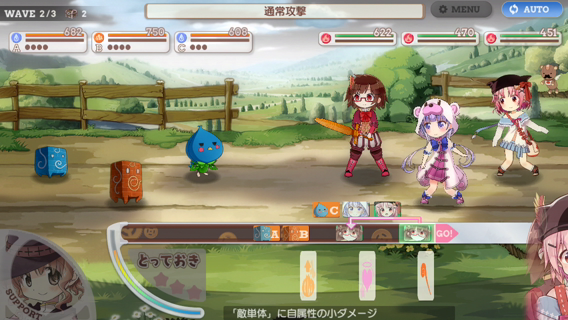 WAVE 2/3 2
通常攻撃
MENU
AUTO
682
750
608
622
470
451
A
B
C
C
A
B
GO!
とっておき
SUPPORT
「敵単体」に自属性の小ダメージ